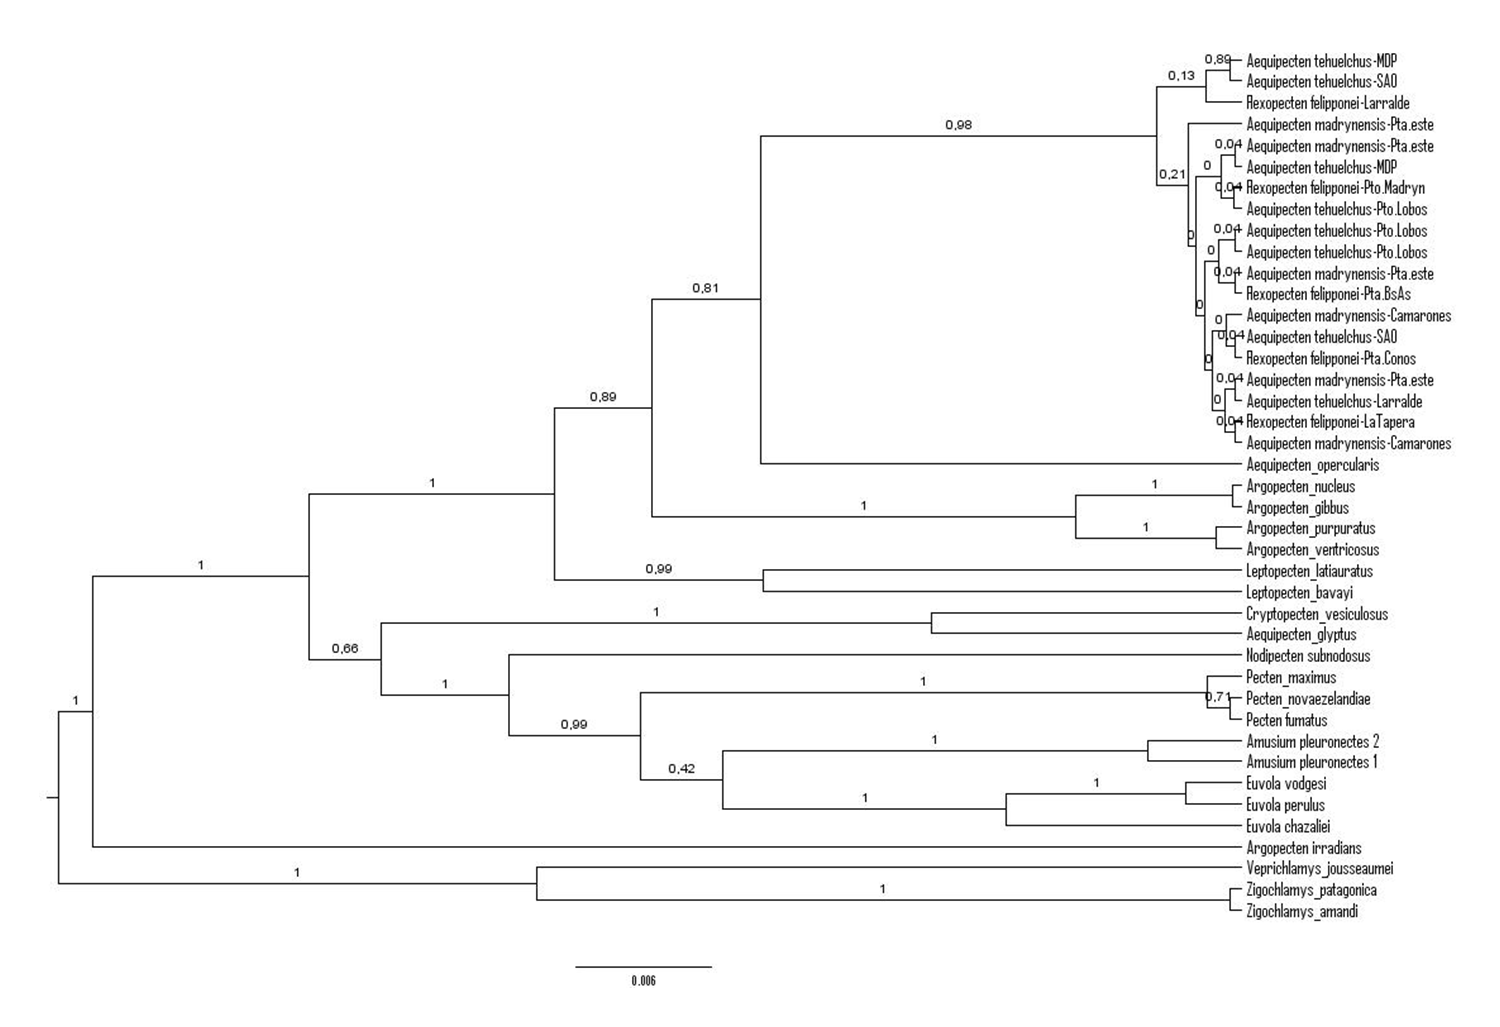 0,89
Aequipecten tehuelchus-MDP
0,13
Aequipecten tehuelchus-SAO
Rexopecten felipponei-Larralde
0,98
Aequipecten madrynensis-Pta.este
0,04
Aequipecten madrynensis-Pta.este
0
Aequipecten tehuelchus-MDP
0,21
0,04
Rexopecten felipponei-Pto.Madryn
Aequipecten tehuelchus-Pto.Lobos
0,04
Aequipecten tehuelchus-Pto.Lobos
0
0
Aequipecten tehuelchus-Pto.Lobos
0,04
Aequipecten madrynensis-Pta.este
0,81
Rexopecten felipponei-Pta.BsAs
0
0
Aequipecten madrynensis-Camarones
0,04
Aequipecten tehuelchus-SAO
0
Rexopecten felipponei-Pta.Conos
0,04
Aequipecten madrynensis-Pta.este
0,89
0
Aequipecten tehuelchus-Larralde
0,04
Rexopecten felipponei-LaTapera
Aequipecten madrynensis-Camarones
Aequipecten_opercularis
1
1
Argopecten_nucleus
1
Argopecten_gibbus
1
Argopecten_purpuratus
Argopecten_ventricosus
1
0,99
Leptopecten_latiauratus
Leptopecten_bavayi
1
Cryptopecten_vesiculosus
Aequipecten_glyptus
0,66
Nodipecten subnodosus
1
1
Pecten_maximus
1
0,71
Pecten_novaezelandiae
0,99
Pecten fumatus
1
Amusium pleuronectes 2
0,42
Amusium pleuronectes 1
1
Euvola vodgesi
1
Euvola perulus
Euvola chazaliei
Argopecten irradians
1
Veprichlamys_jousseaumei
1
Zigochlamys_patagonica
Zigochlamys_amandi
0.006